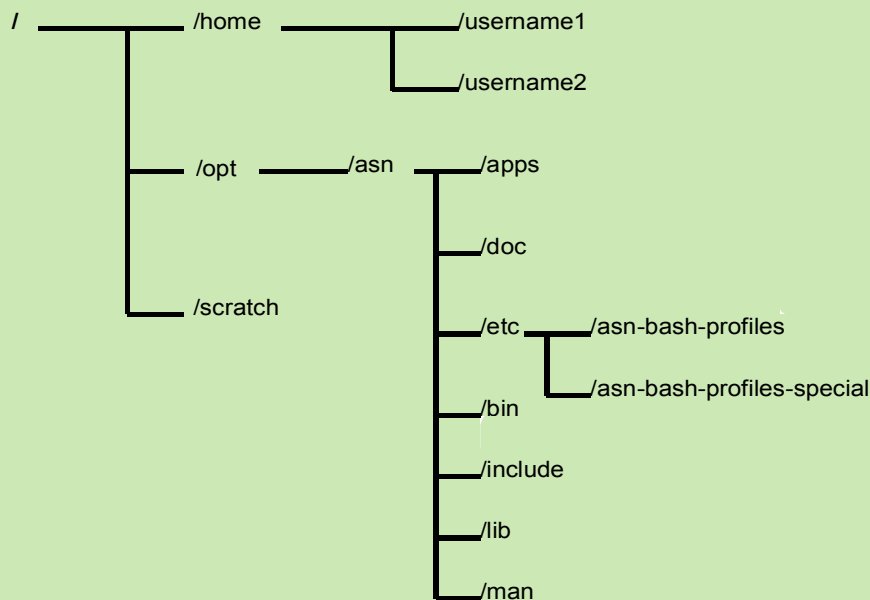 / /home /username1
/username2
/opt /asn /apps
/doc
/scratch
/etc /asn-bash-profiles
/asn-bash-profiles-special
/bin
/include
/lib
/man